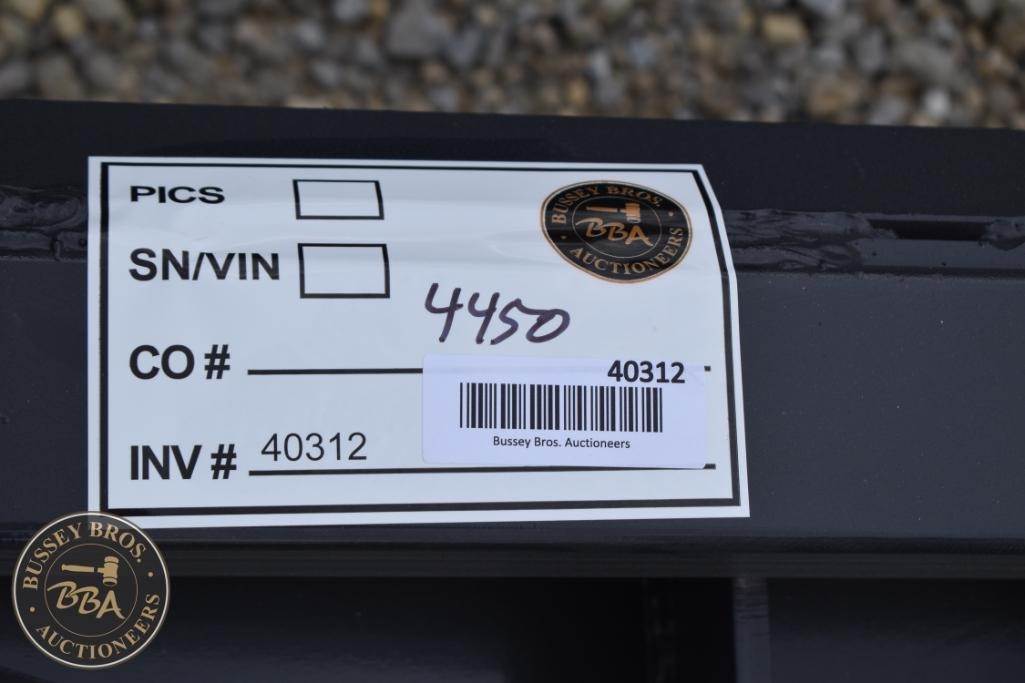 PICS
BUSSEY BROS.
BBA
AUCTIONEERS
SN/VIN
4450
CO #
40312
Bussey Bros. Auctioneers
INV # 40312
BUSSEY BROS.
BBA
AUCTIONEERS